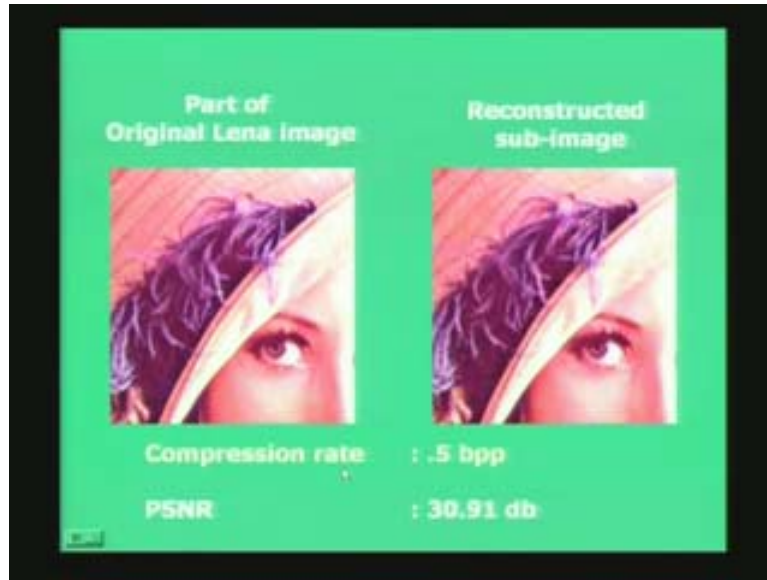 Part of
Original Lena image
Reconstructed
sub-image
Compression rate : .5 bpp
PSNR : 30.91 db